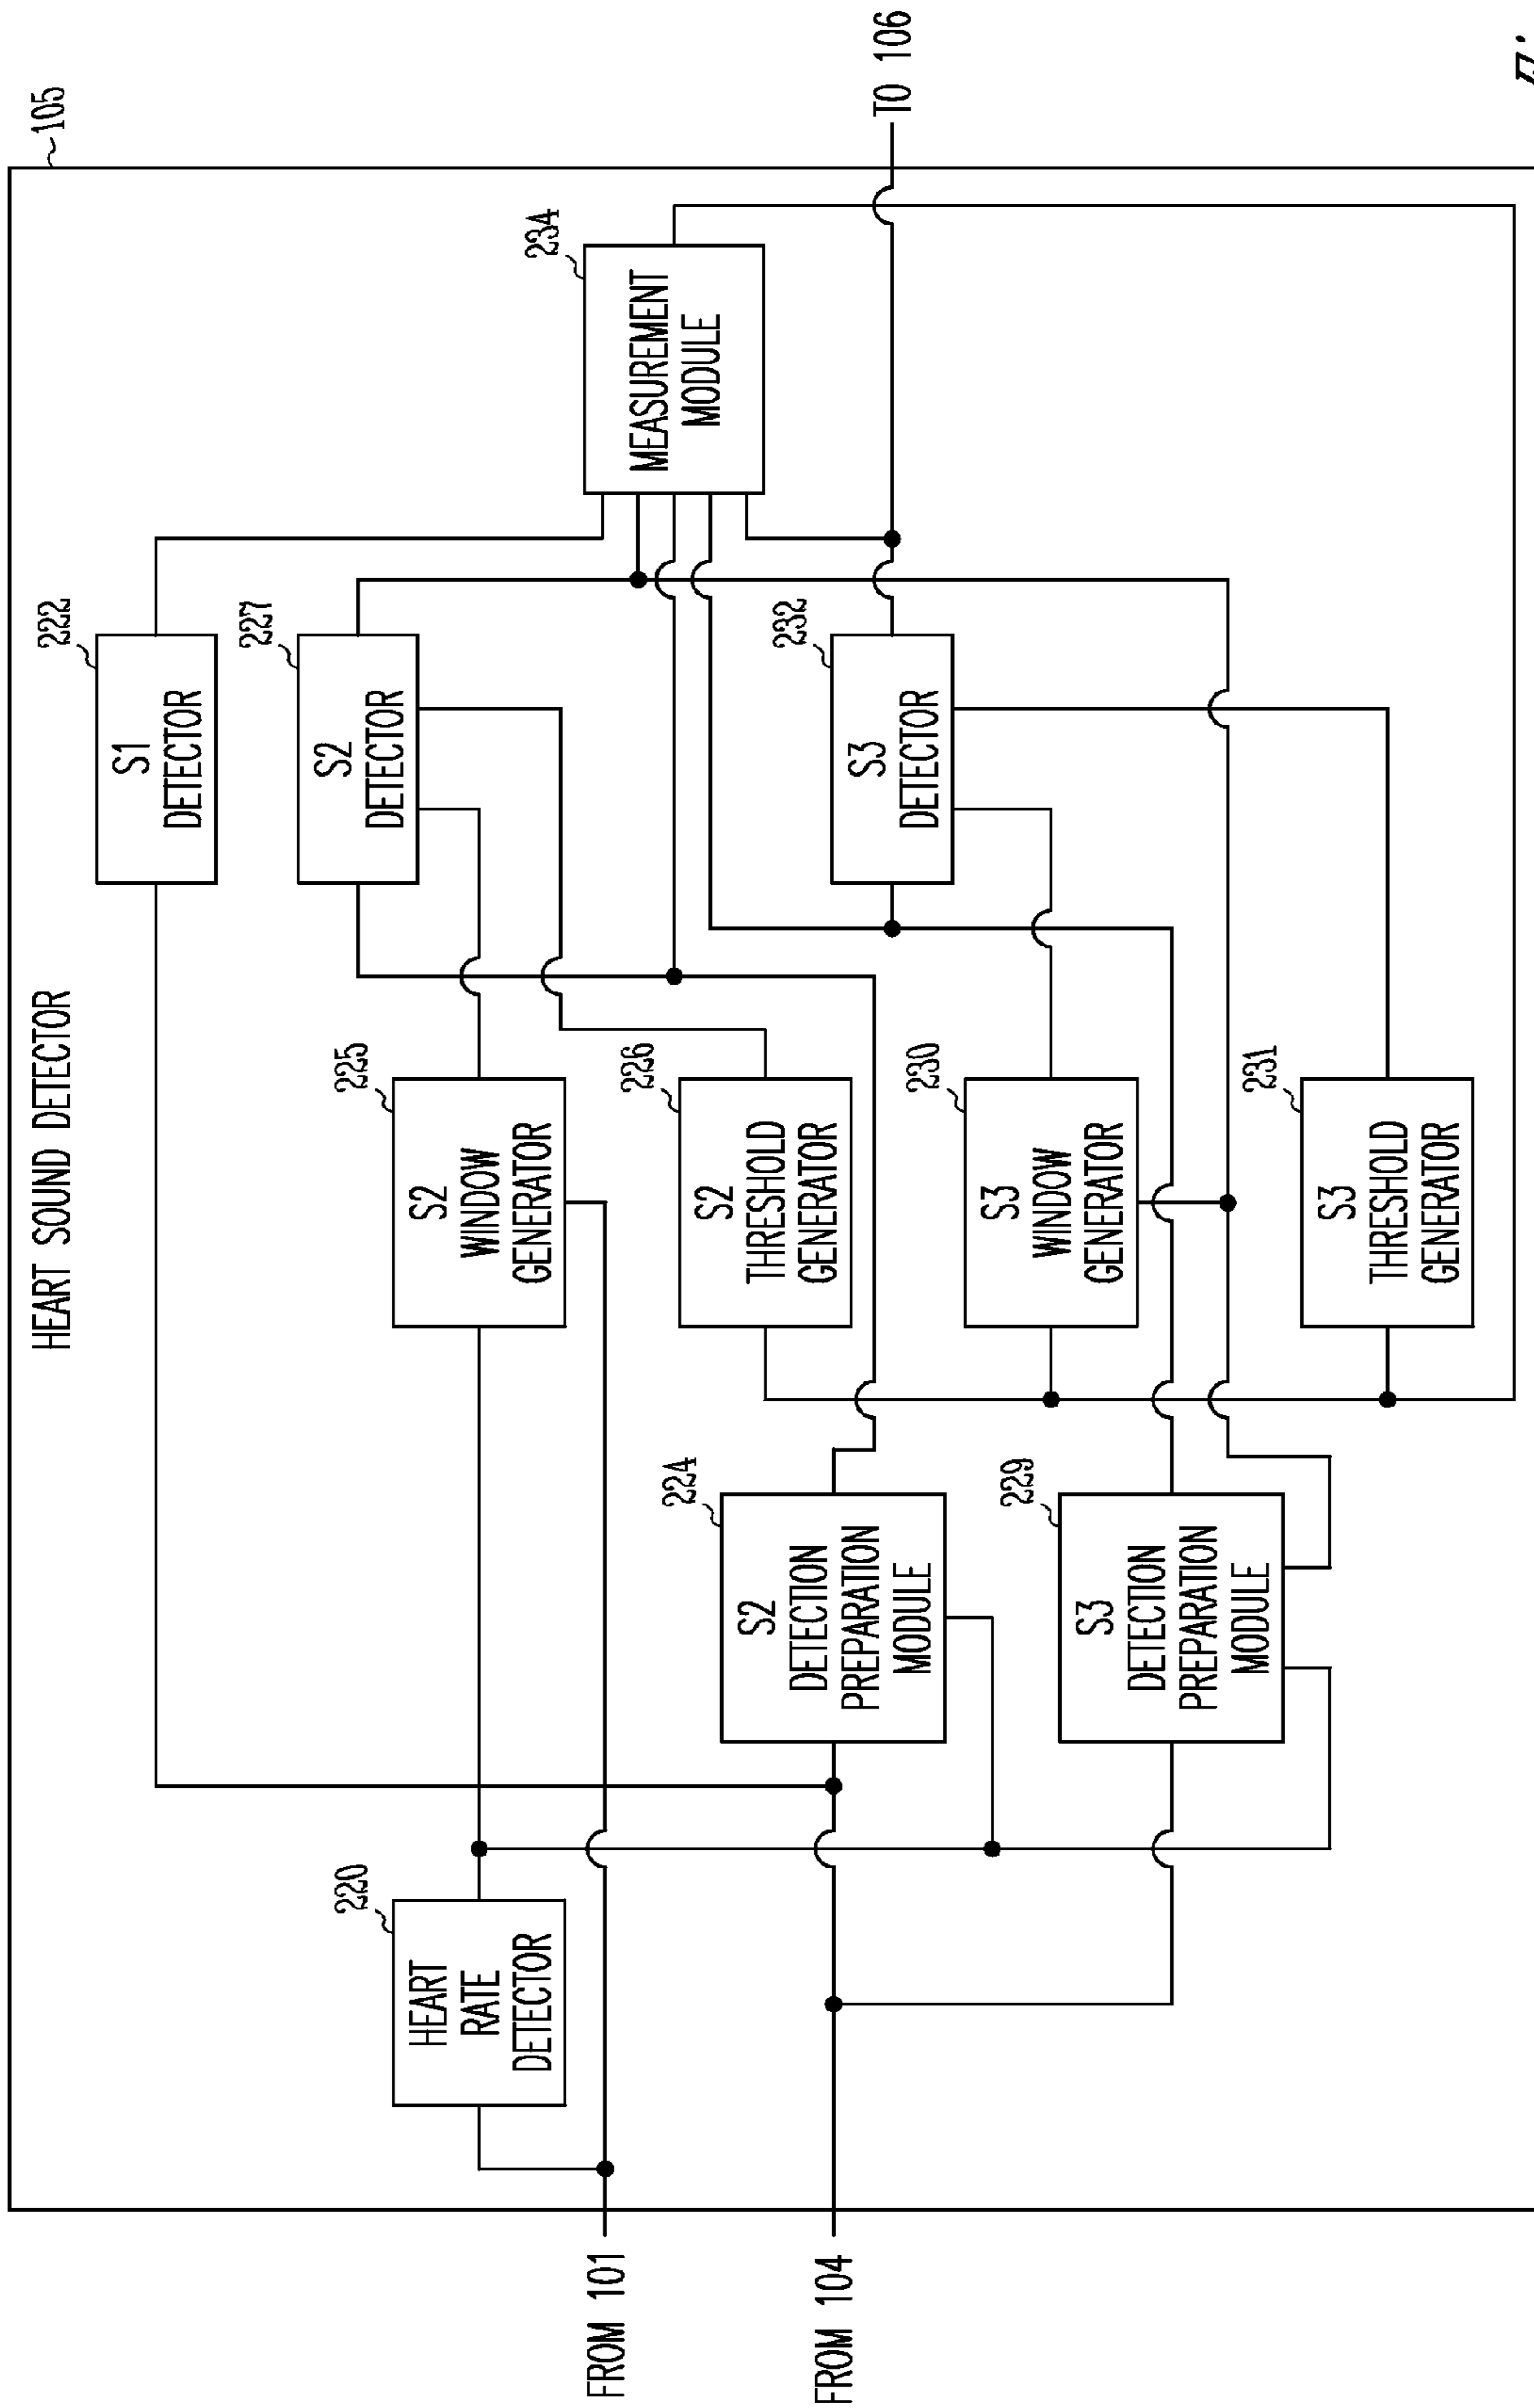 105
HEART SOUND DETECTOR
222
S1
DETECTOR
227
S2
DETECTOR
220
HEART
RATE
DETECTOR
225
S2
WINDOW
GENERATOR
234
MEASUREMENT
MODULE
FROM 101
224
S2
DETECTION
PREPARATION
MODULE
226
S2
THRESHOLD
GENERATOR
FROM 104
232
S3
DETECTOR
TO 106
229
S3
DETECTION
PREPARATION
MODULE
230
S3
WINDOW
GENERATOR
231
S3
THRESHOLD
GENERATOR